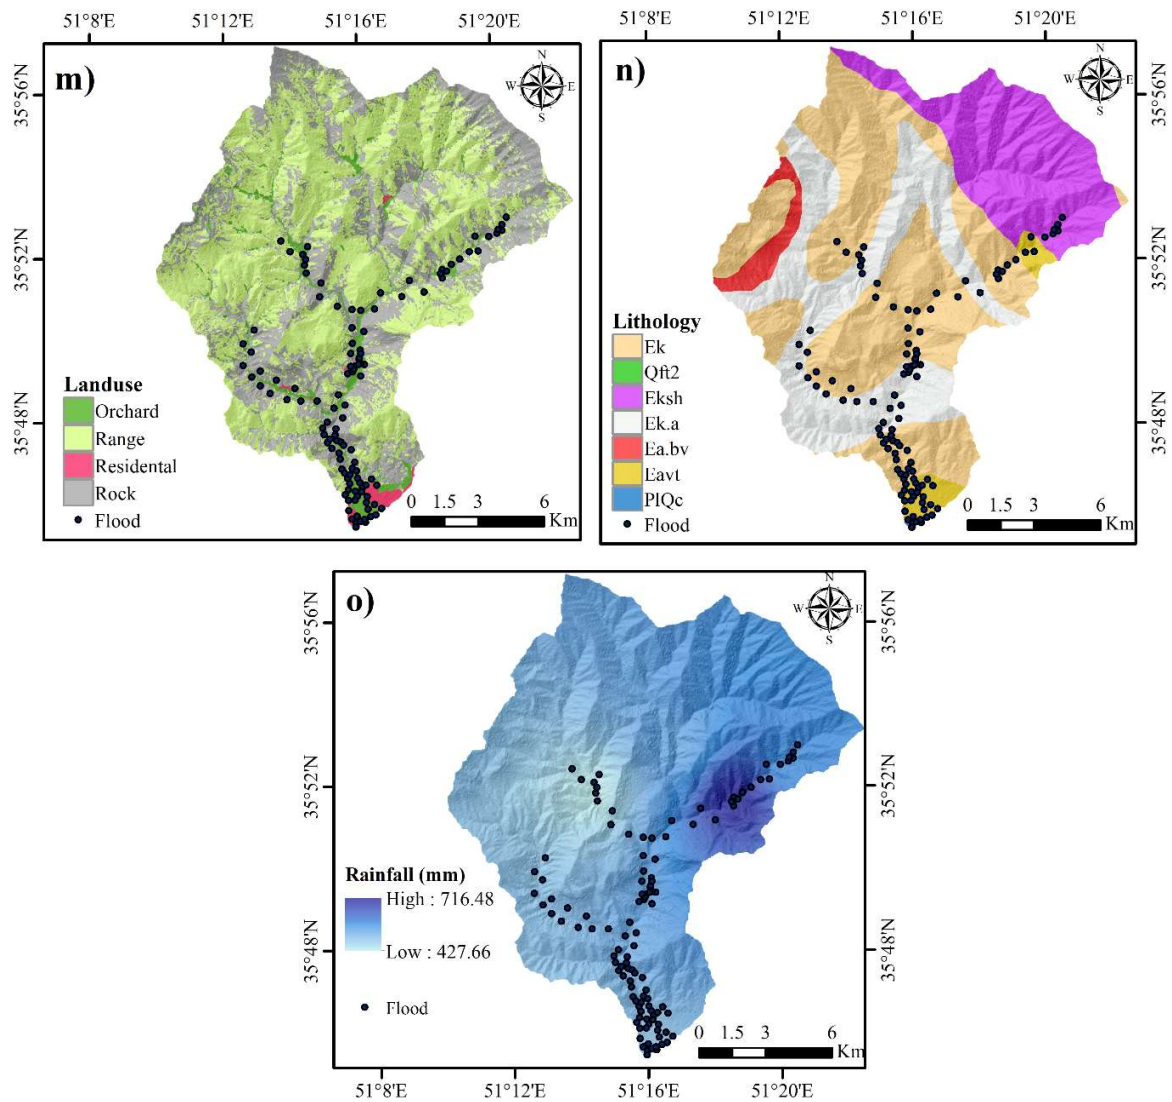 51°8'E 51°12'E 51°16'E 51°20'E 51°8'E 51°12'E 51°16'E 51°20'E
m)
N
W E
S
n)
N
W E
S
35°56'N
35°52'N
35°48'N
35°56'N
35°52'N
35°48'N
Landuse
Orchard
Range
Residental
Rock
Flood
0 1.5 3 6
Km
Lithology
Ek
Qft2
Eksh
Ek.a
Ea.bv
Eavt
PlQc
Flood
0 1.5 3 6
Km
o)
N
W E
S
35°56'N
35°52'N
35°48'N
35°56'N
35°52'N
35°48'N
Rainfall (mm)
High : 716.48
Low : 427.66
Flood
0 1.5 3 6
Km
51°8'E 51°12'E 51°16'E 51°20'E